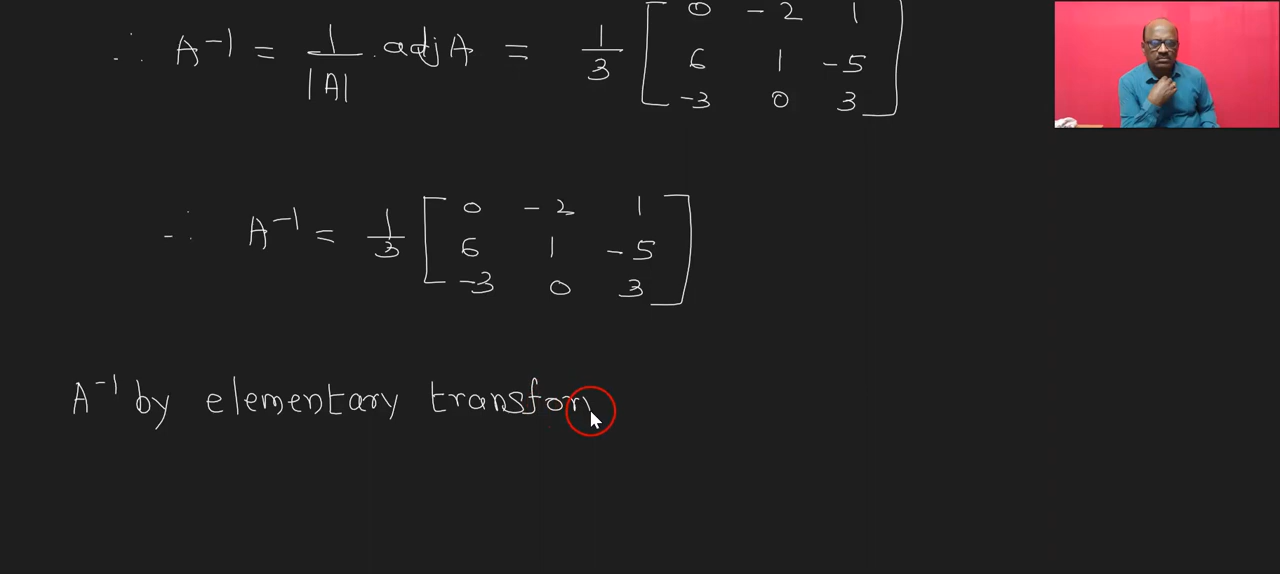 ∴ A⁻¹ = 1/|A| . adj A = 1/3 [ 0 -2 1
6 1 -5
-3 0 3 ]
∴ A⁻¹ = 1/3 [ 0 -2 1
6 1 -5
-3 0 3 ]
A⁻¹ by elementary transfor